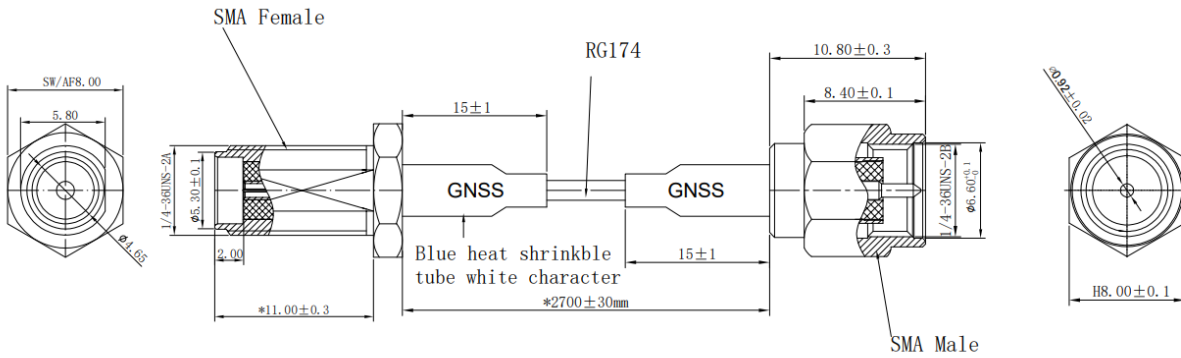 SMA Female
RG174
10.80±0.3
8.40±0.1
SW/AF8.00
5.80
ø4.65
15±1
1/4-36UNS-2A
ø5.30±0.1
2.00
*11.00±0.3
GNSS
GNSS
Blue heat shrinkble
tube white character
15±1
*2700±30mm
1/4-36UNS-2B
ø6.60+0.1-0
SMA Male
ø0.92±0.02
H8.00±0.1